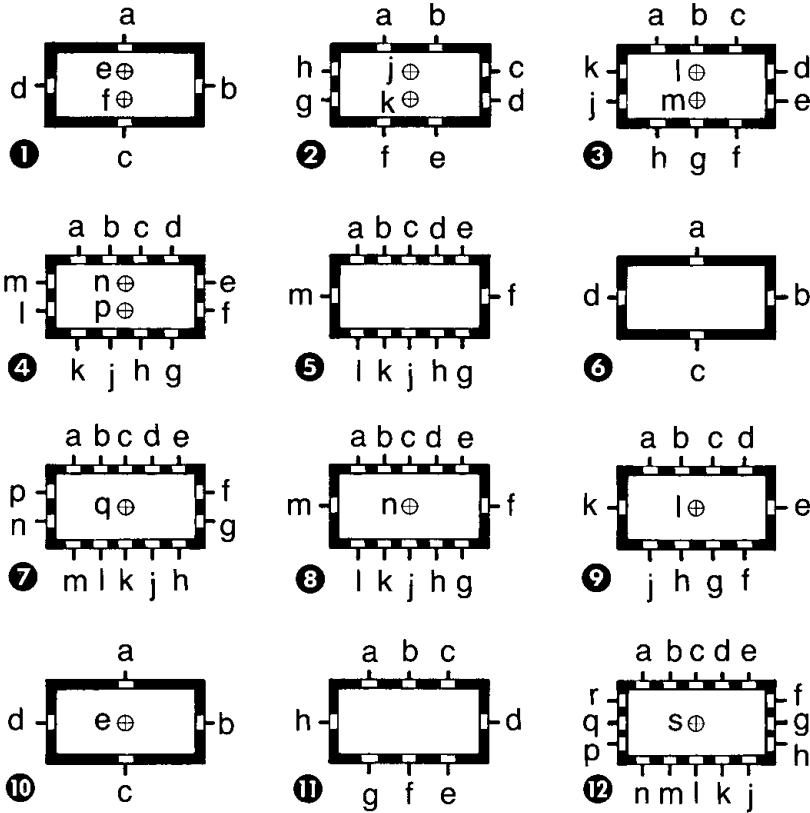 a a b a b c
e h j c k l d
d b
f g k d j m e
c f e h g f
1 2 3
a b c d a b c d e a
m n e
m f d b
l p f
k j h g l k j h g c
4 5 6
a b c d e a b c d e a b c d
p f
q m n f k l e
n g
m l k j h l k j h g j h g f
7 8 9
a a b c a b c d e
r f
d e b h d q s g
p h
c g f e n m l k j
10 11 12